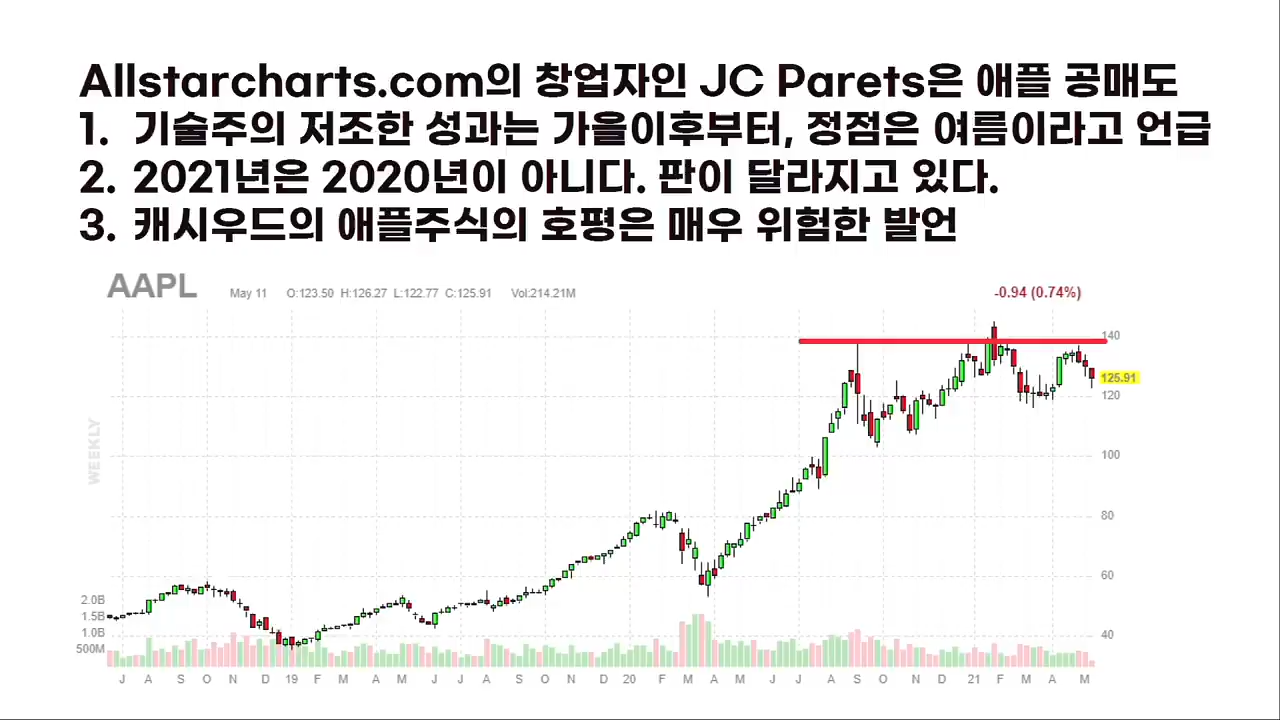 Allstarcharts.com의 창업자인 JC Parets은 애플 공매도
1. 기술주의 저조한 성과는 가을이후부터, 정점은 여름이라고 언급
2. 2021년은 2020년이 아니다. 판이 달라지고 있다.
3. 캐시우드의 애플주식의 호평은 매우 위험한 발언
AAPL May 11 O:123.50 H:126.27 L:122.77 C:125.91 Vol:214.21M -0.94 (0.74%)
140
125.91
120
WEEKLY
100
80
60
2.0B
1.5B
1.0B
40
500M
J A S O N D 19 F M A M J J A S O N D 20 F M A M J J A S O N D 21 F M A M